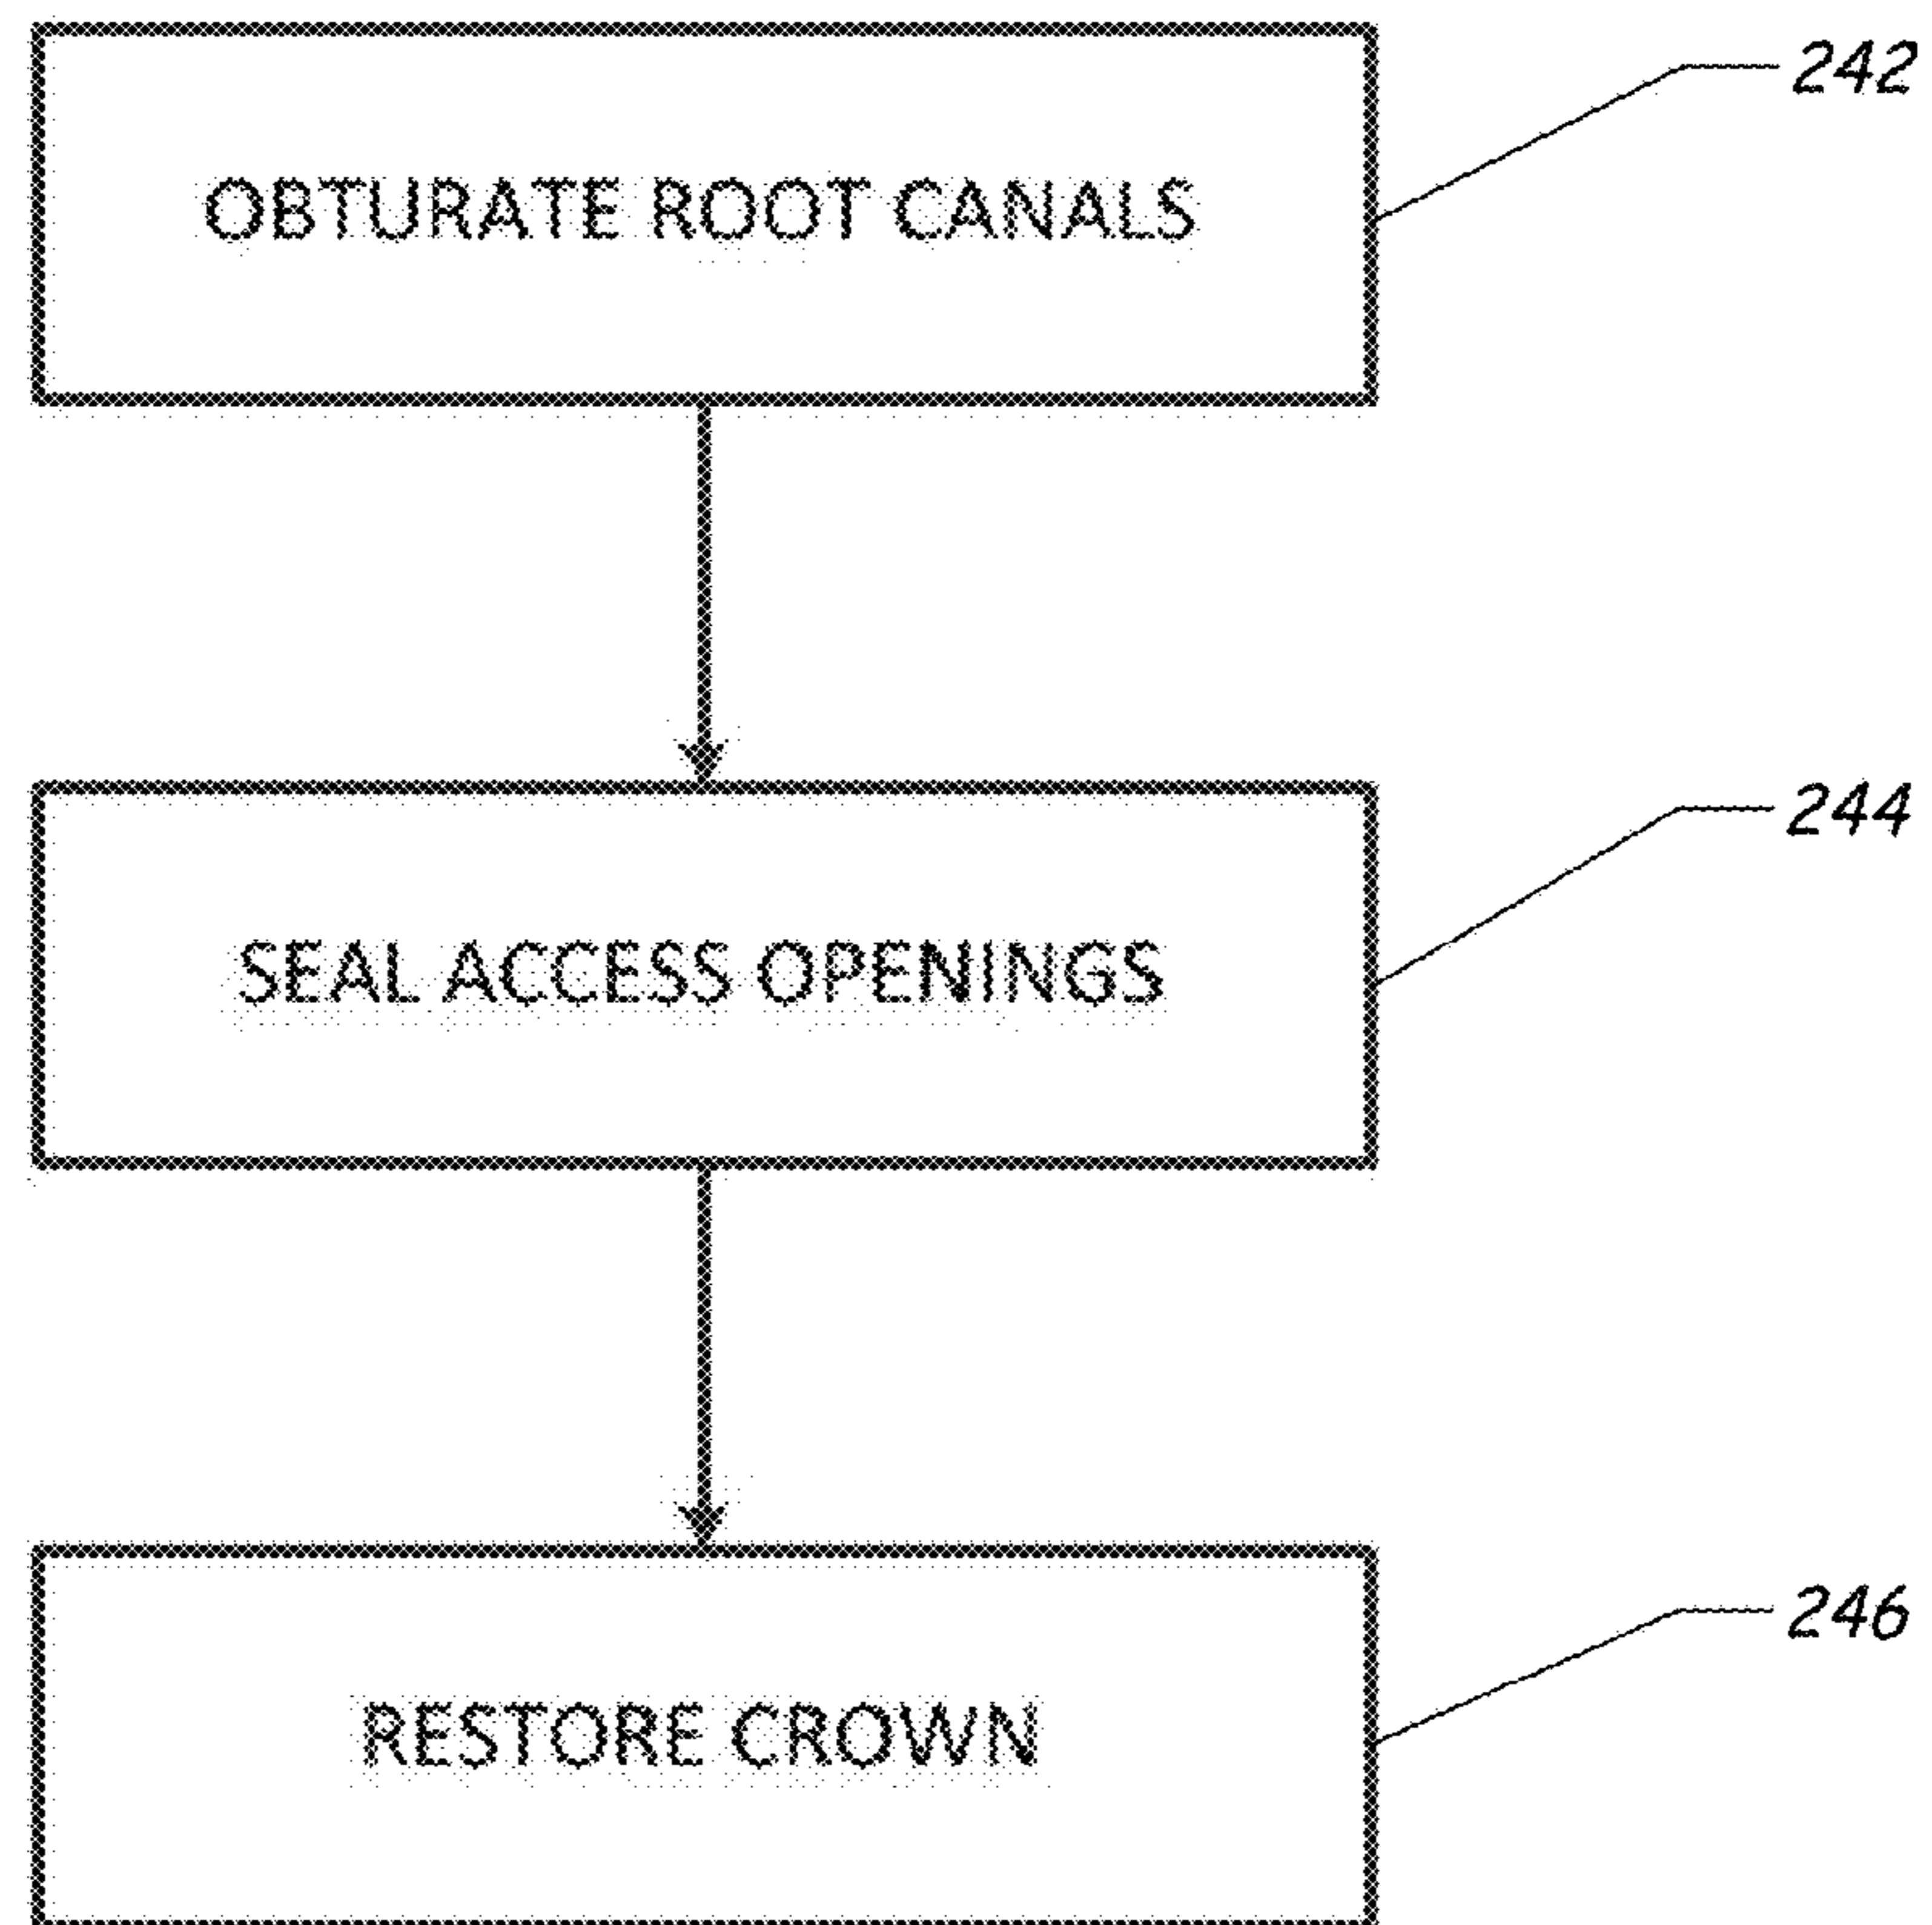 242
OBTURATE ROOT CANALS
244
SEAL ACCESS OPENINGS
246
RESTORE CROWN